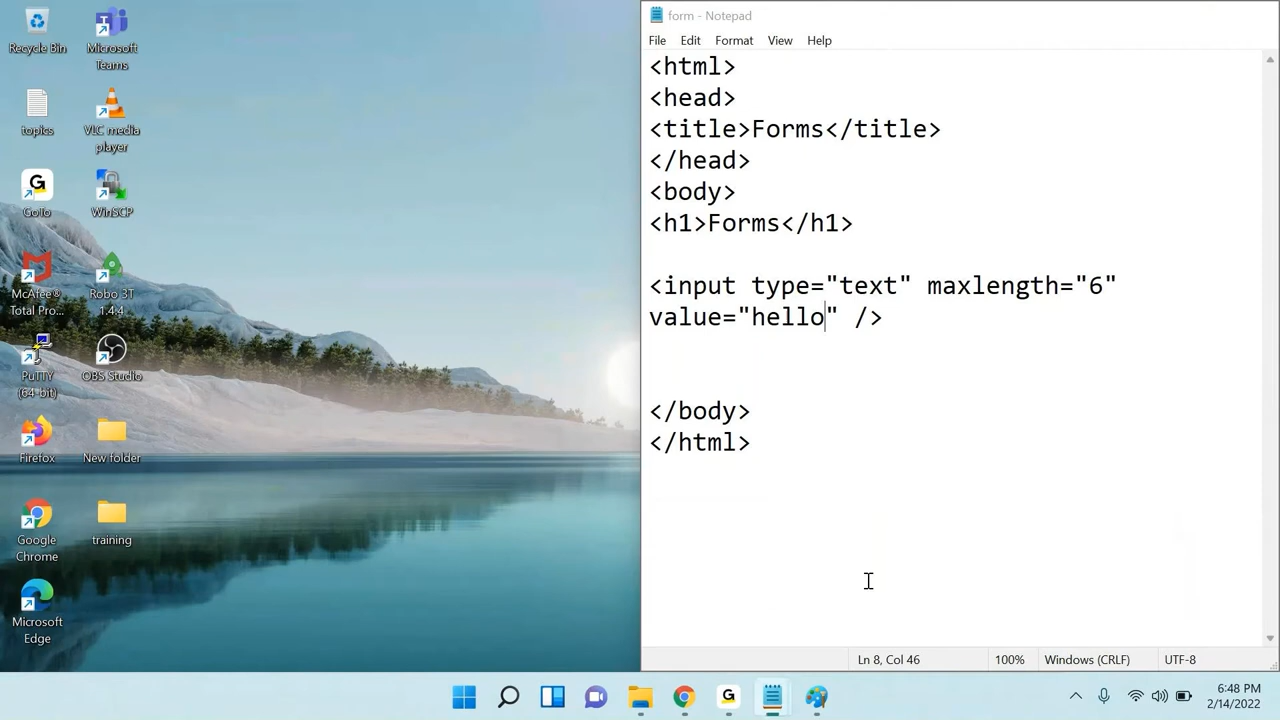 Recycle Bin
Microsoft
Teams
topics
VLC media
player
GoTo
WinSCP
McAfee®
Total Pro...
Robo 3T
1.4.4
PuTTY
(64-bit)
OBS Studio
Firefox
New folder
Google
Chrome
training
Microsoft
Edge
form - Notepad
File Edit Format View Help
<html>
<head>
<title>Forms</title>
</head>
<body>
<h1>Forms</h1>
<input type="text" maxlength="6"
value="hello" />
</body>
</html>
Ln 8, Col 46 100% Windows (CRLF) UTF-8
6:48 PM
2/14/2022